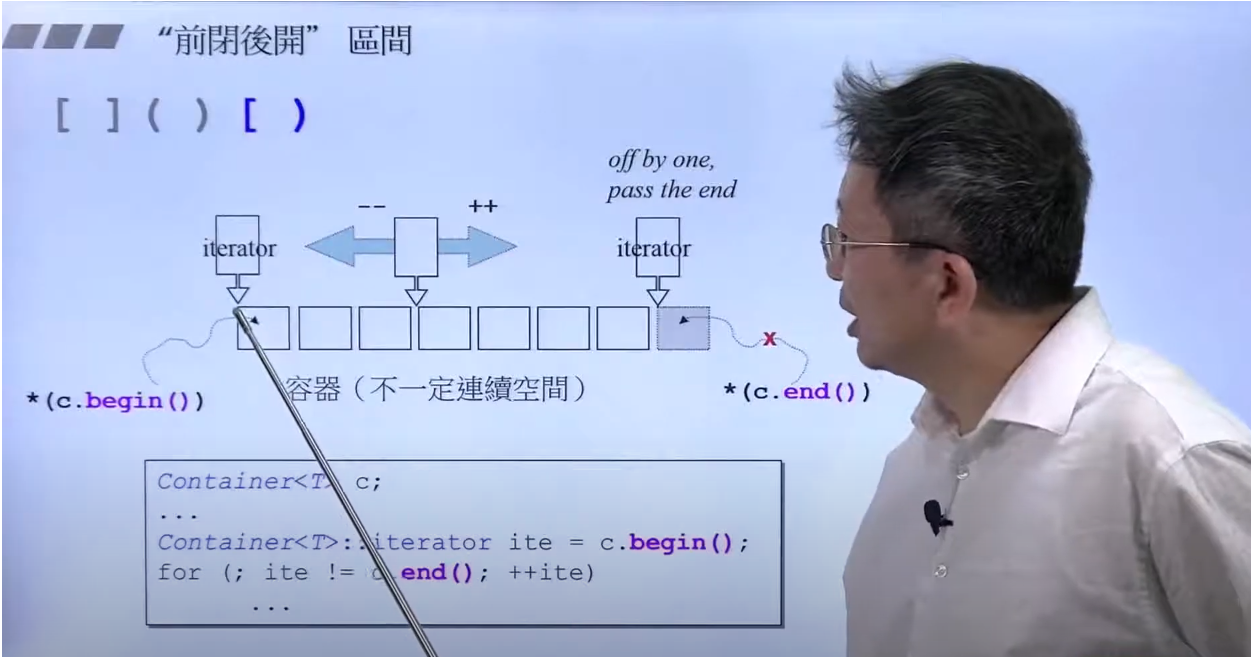 “前閉後開” 區間
[ ] ( ) [ )
off by one,
pass the end
-- ++
iterator iterator
x
*(c.begin()) 容器（不一定連續空間） *(c.end())
Container<T> c;
...
Container<T>::iterator ite = c.begin();
for (; ite != c.end(); ++ite)
...